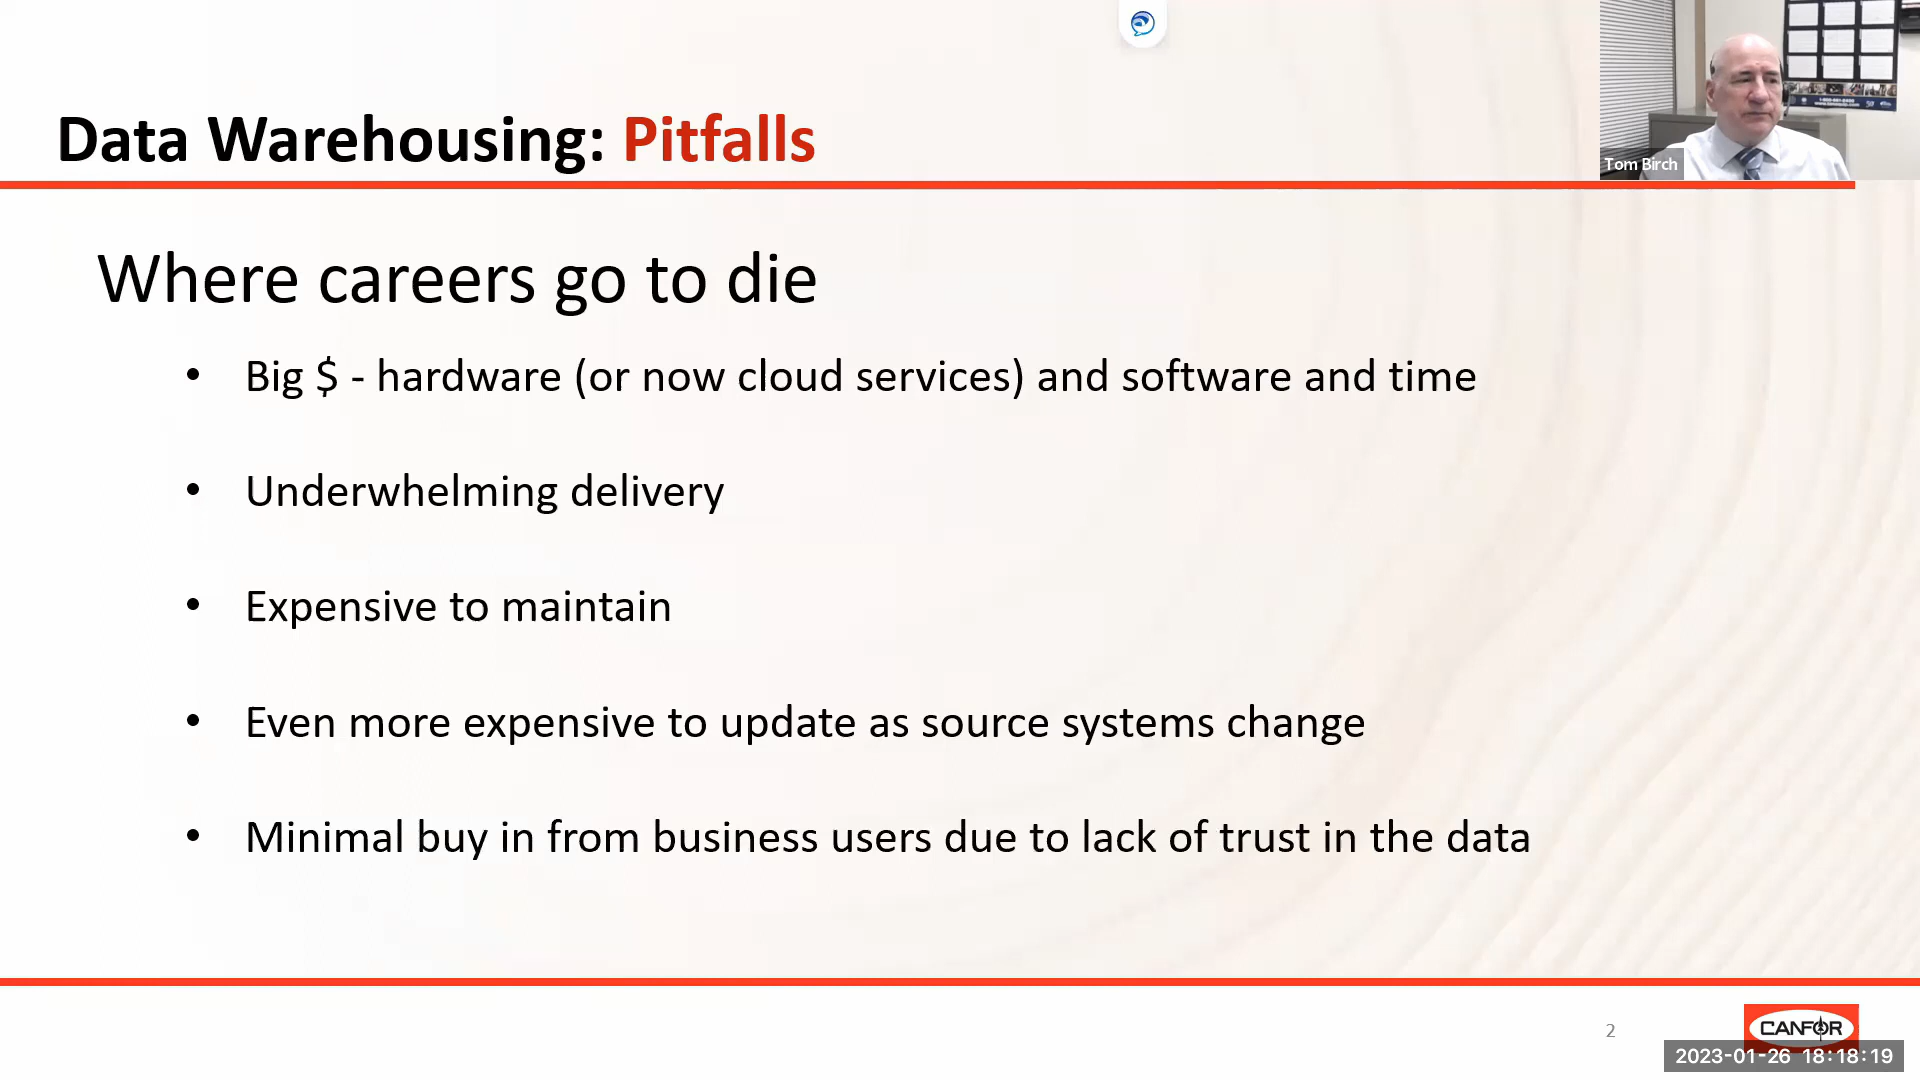 Data Warehousing: Pitfalls
Tom Birch
Where careers go to die
• Big $ - hardware (or now cloud services) and software and time
• Underwhelming delivery
• Expensive to maintain
• Even more expensive to update as source systems change
• Minimal buy in from business users due to lack of trust in the data
2
CANFOR
2023-01-26 18:18:19